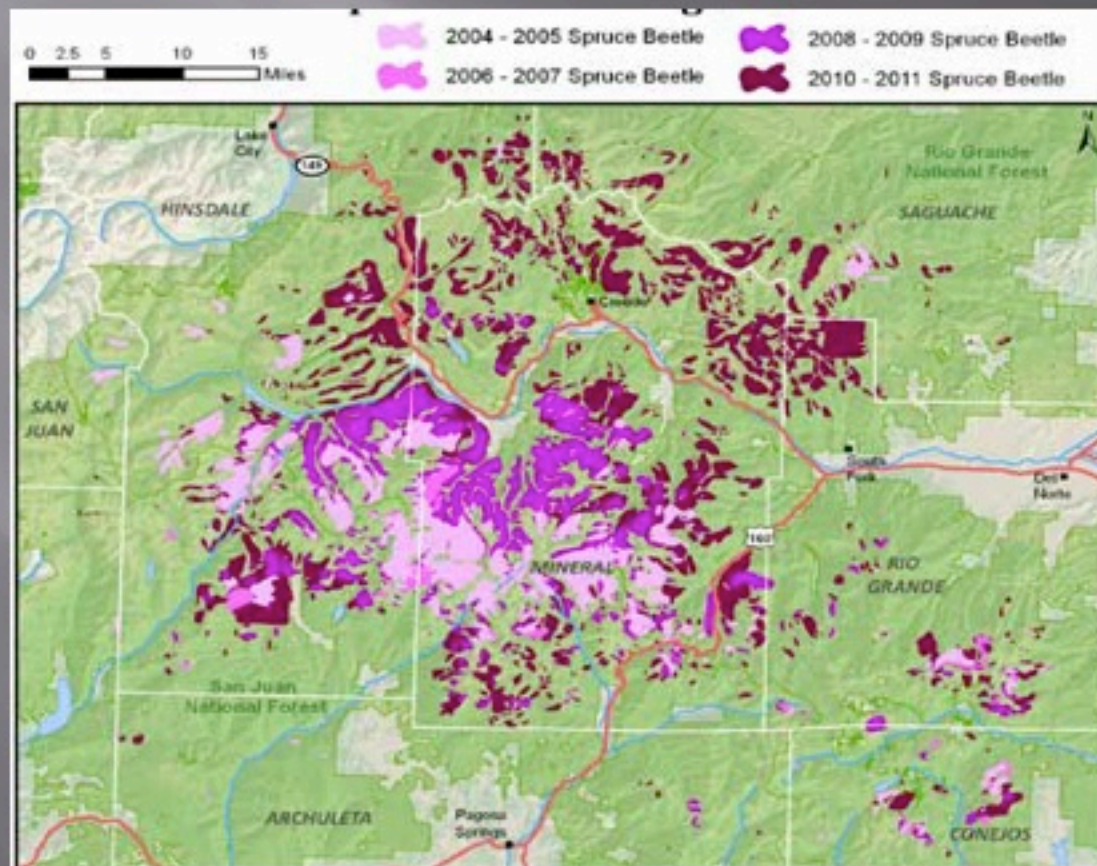 0 2.5 5 10 15
Miles
2004 - 2005 Spruce Beetle
2008 - 2009 Spruce Beetle
2006 - 2007 Spruce Beetle
2010 - 2011 Spruce Beetle
N
Lake
City
149
Rio Grande
National Forest
HINSDALE
SAGUACHE
Creede
SAN
JUAN
South
Fork
Del
Norte
160
MINERAL
RIO
GRANDE
San Juan
National Forest
ARCHULETA
Pagosa
Springs
CONEJOS